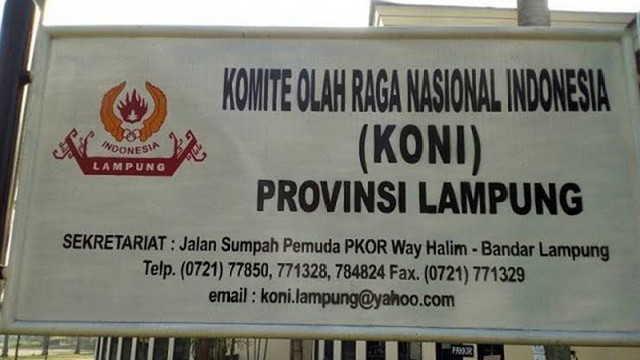 INDONESIA
LAMPUNG
KOMITE OLAH RAGA NASIONAL INDONESIA
(KONI)
PROVINSI LAMPUNG
SEKRETARIAT : Jalan Sumpah Pemuda PKOR Way Halim - Bandar Lampung
Telp. (0721) 77850, 771328, 784824 Fax. (0721) 771329
email : koni.lampung@yahoo.com